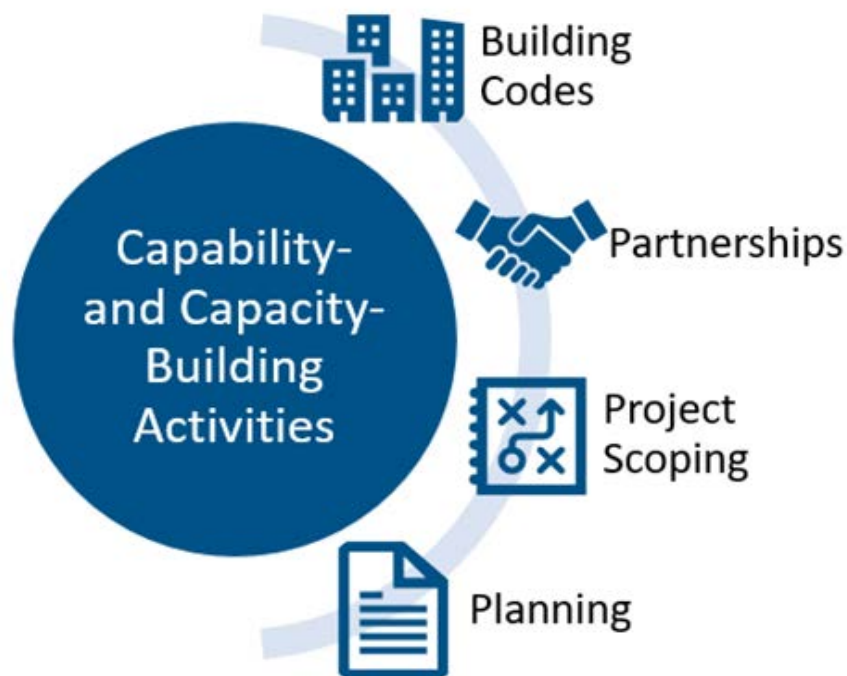 Building
Codes
Partnerships
Capability-
and Capacity-
Building
Activities
Project
Scoping
Planning